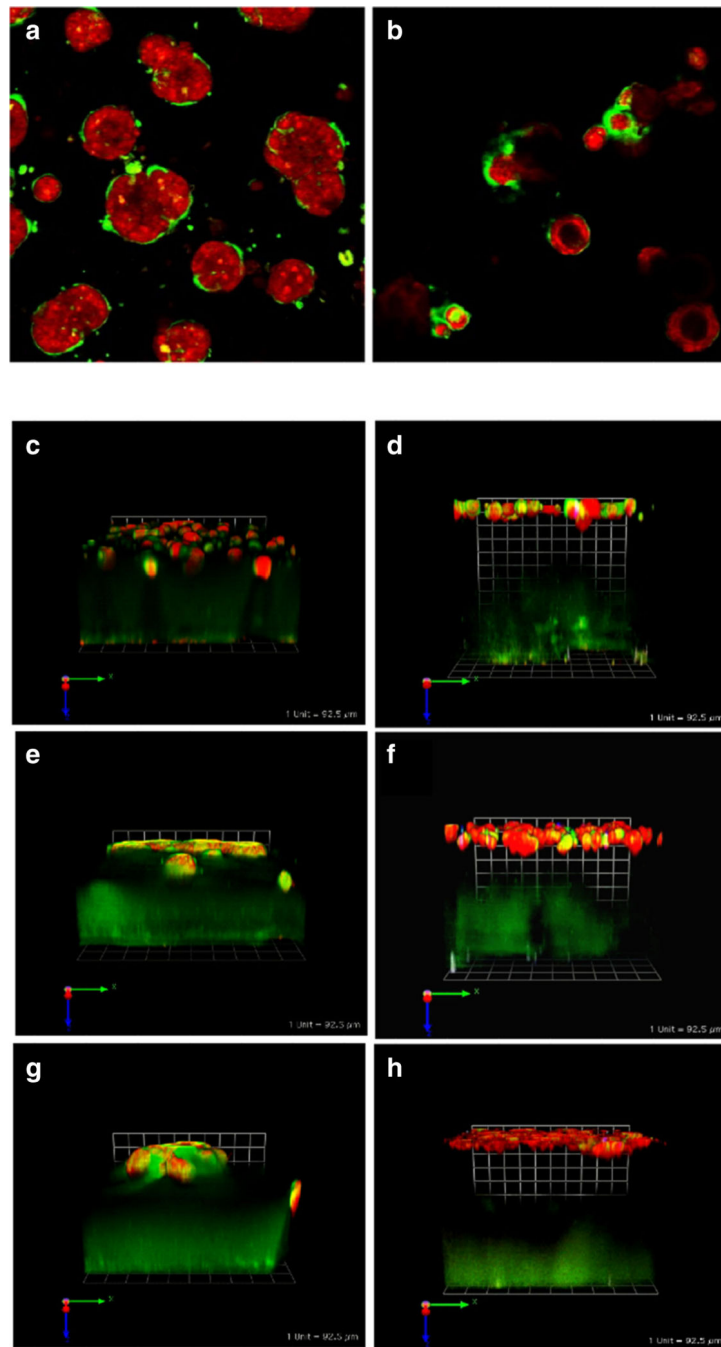 a
b
c
d
x
1 Unit = 92.5 µm
1 Unit = 92.5 µm
e
f
x
1 Unit = 92.5 µm
1 Unit = 92.5 µm
g
h
x
1 Unit = 92.5 µm
1 Unit = 92.5 µm